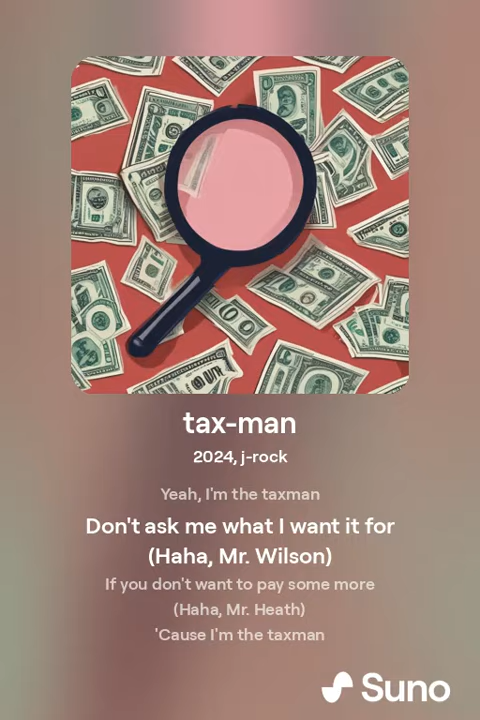 tax-man
2024, j-rock
Yeah, I'm the taxman
Don't ask me what I want it for
(Haha, Mr. Wilson)
If you don't want to pay some more
(Haha, Mr. Heath)
'Cause I'm the taxman
Suno